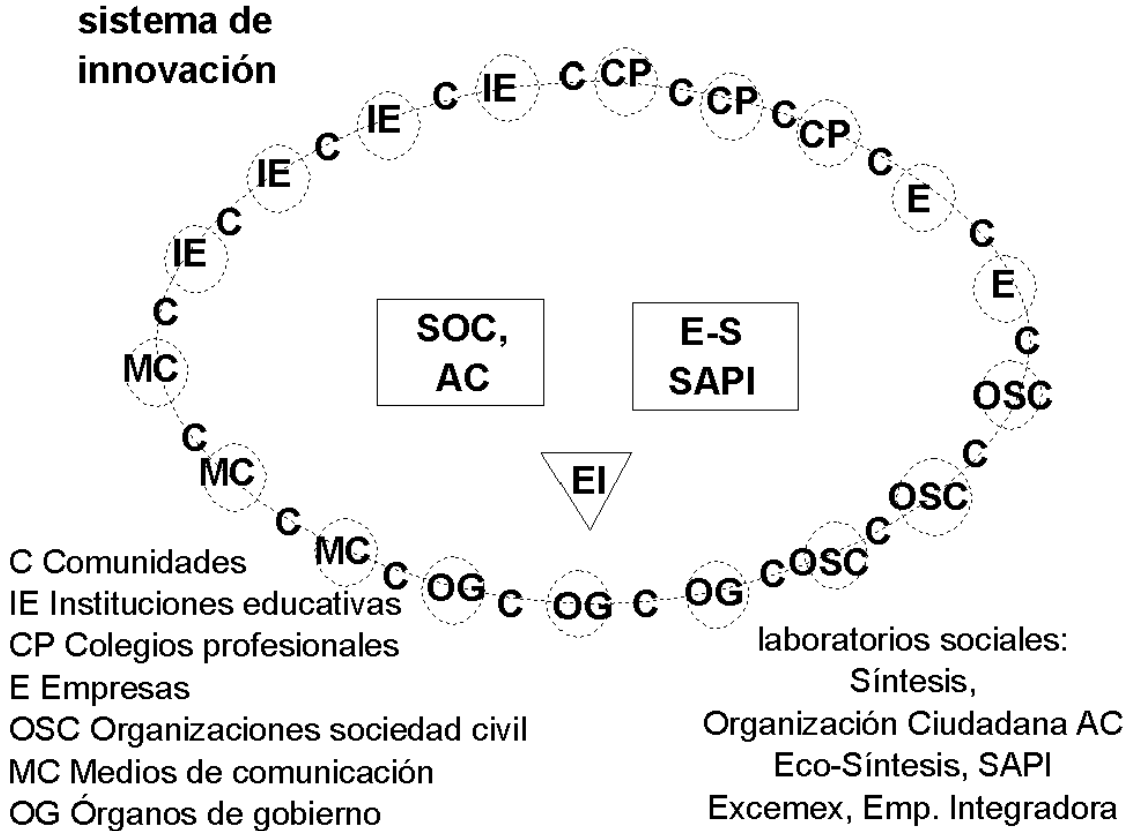 sistema de
innovación
IE
C
CP
C
CP
C
CP
C
E
C
E
C
OSC
C
OSC
C
OSC
C
OG
C
OG
C
OG
C
MC
C
MC
C
MC
C
IE
C
IE
C
IE
C
SOC,
AC
E-S
SAPI
EI
C Comunidades
IE Instituciones educativas
CP Colegios profesionales
E Empresas
OSC Organizaciones sociedad civil
MC Medios de comunicación
OG Órganos de gobierno
laboratorios sociales:
Síntesis,
Organización Ciudadana AC
Eco-Síntesis, SAPI
Excemex, Emp. Integradora